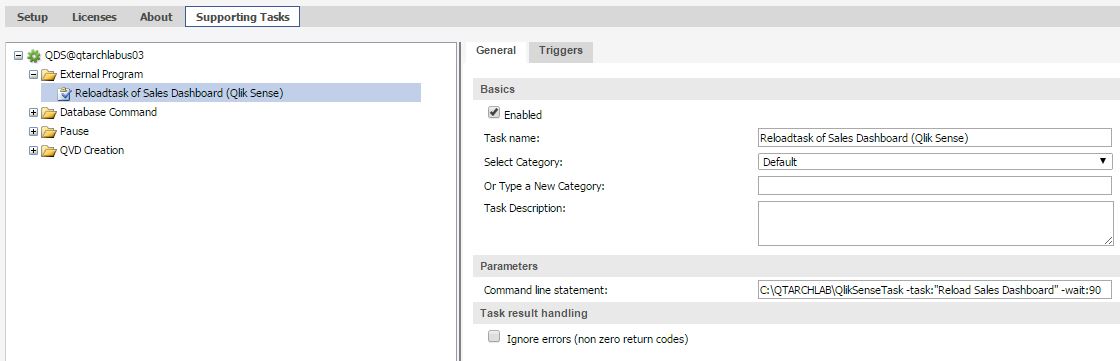 Setup Licenses About Supporting Tasks
QDS@qtarchlabus03
External Program
Reloadtask of Sales Dashboard (Qlik Sense)
Database Command
Pause
QVD Creation
General Triggers
Basics
Enabled
Task name: Reloadtask of Sales Dashboard (Qlik Sense)
Select Category: Default
Or Type a New Category:
Task Description:
Parameters
Command line statement: C:\QTARCHLAB\QlikSenseTask -task:"Reload Sales Dashboard" -wait:90
Task result handling
Ignore errors (non zero return codes)